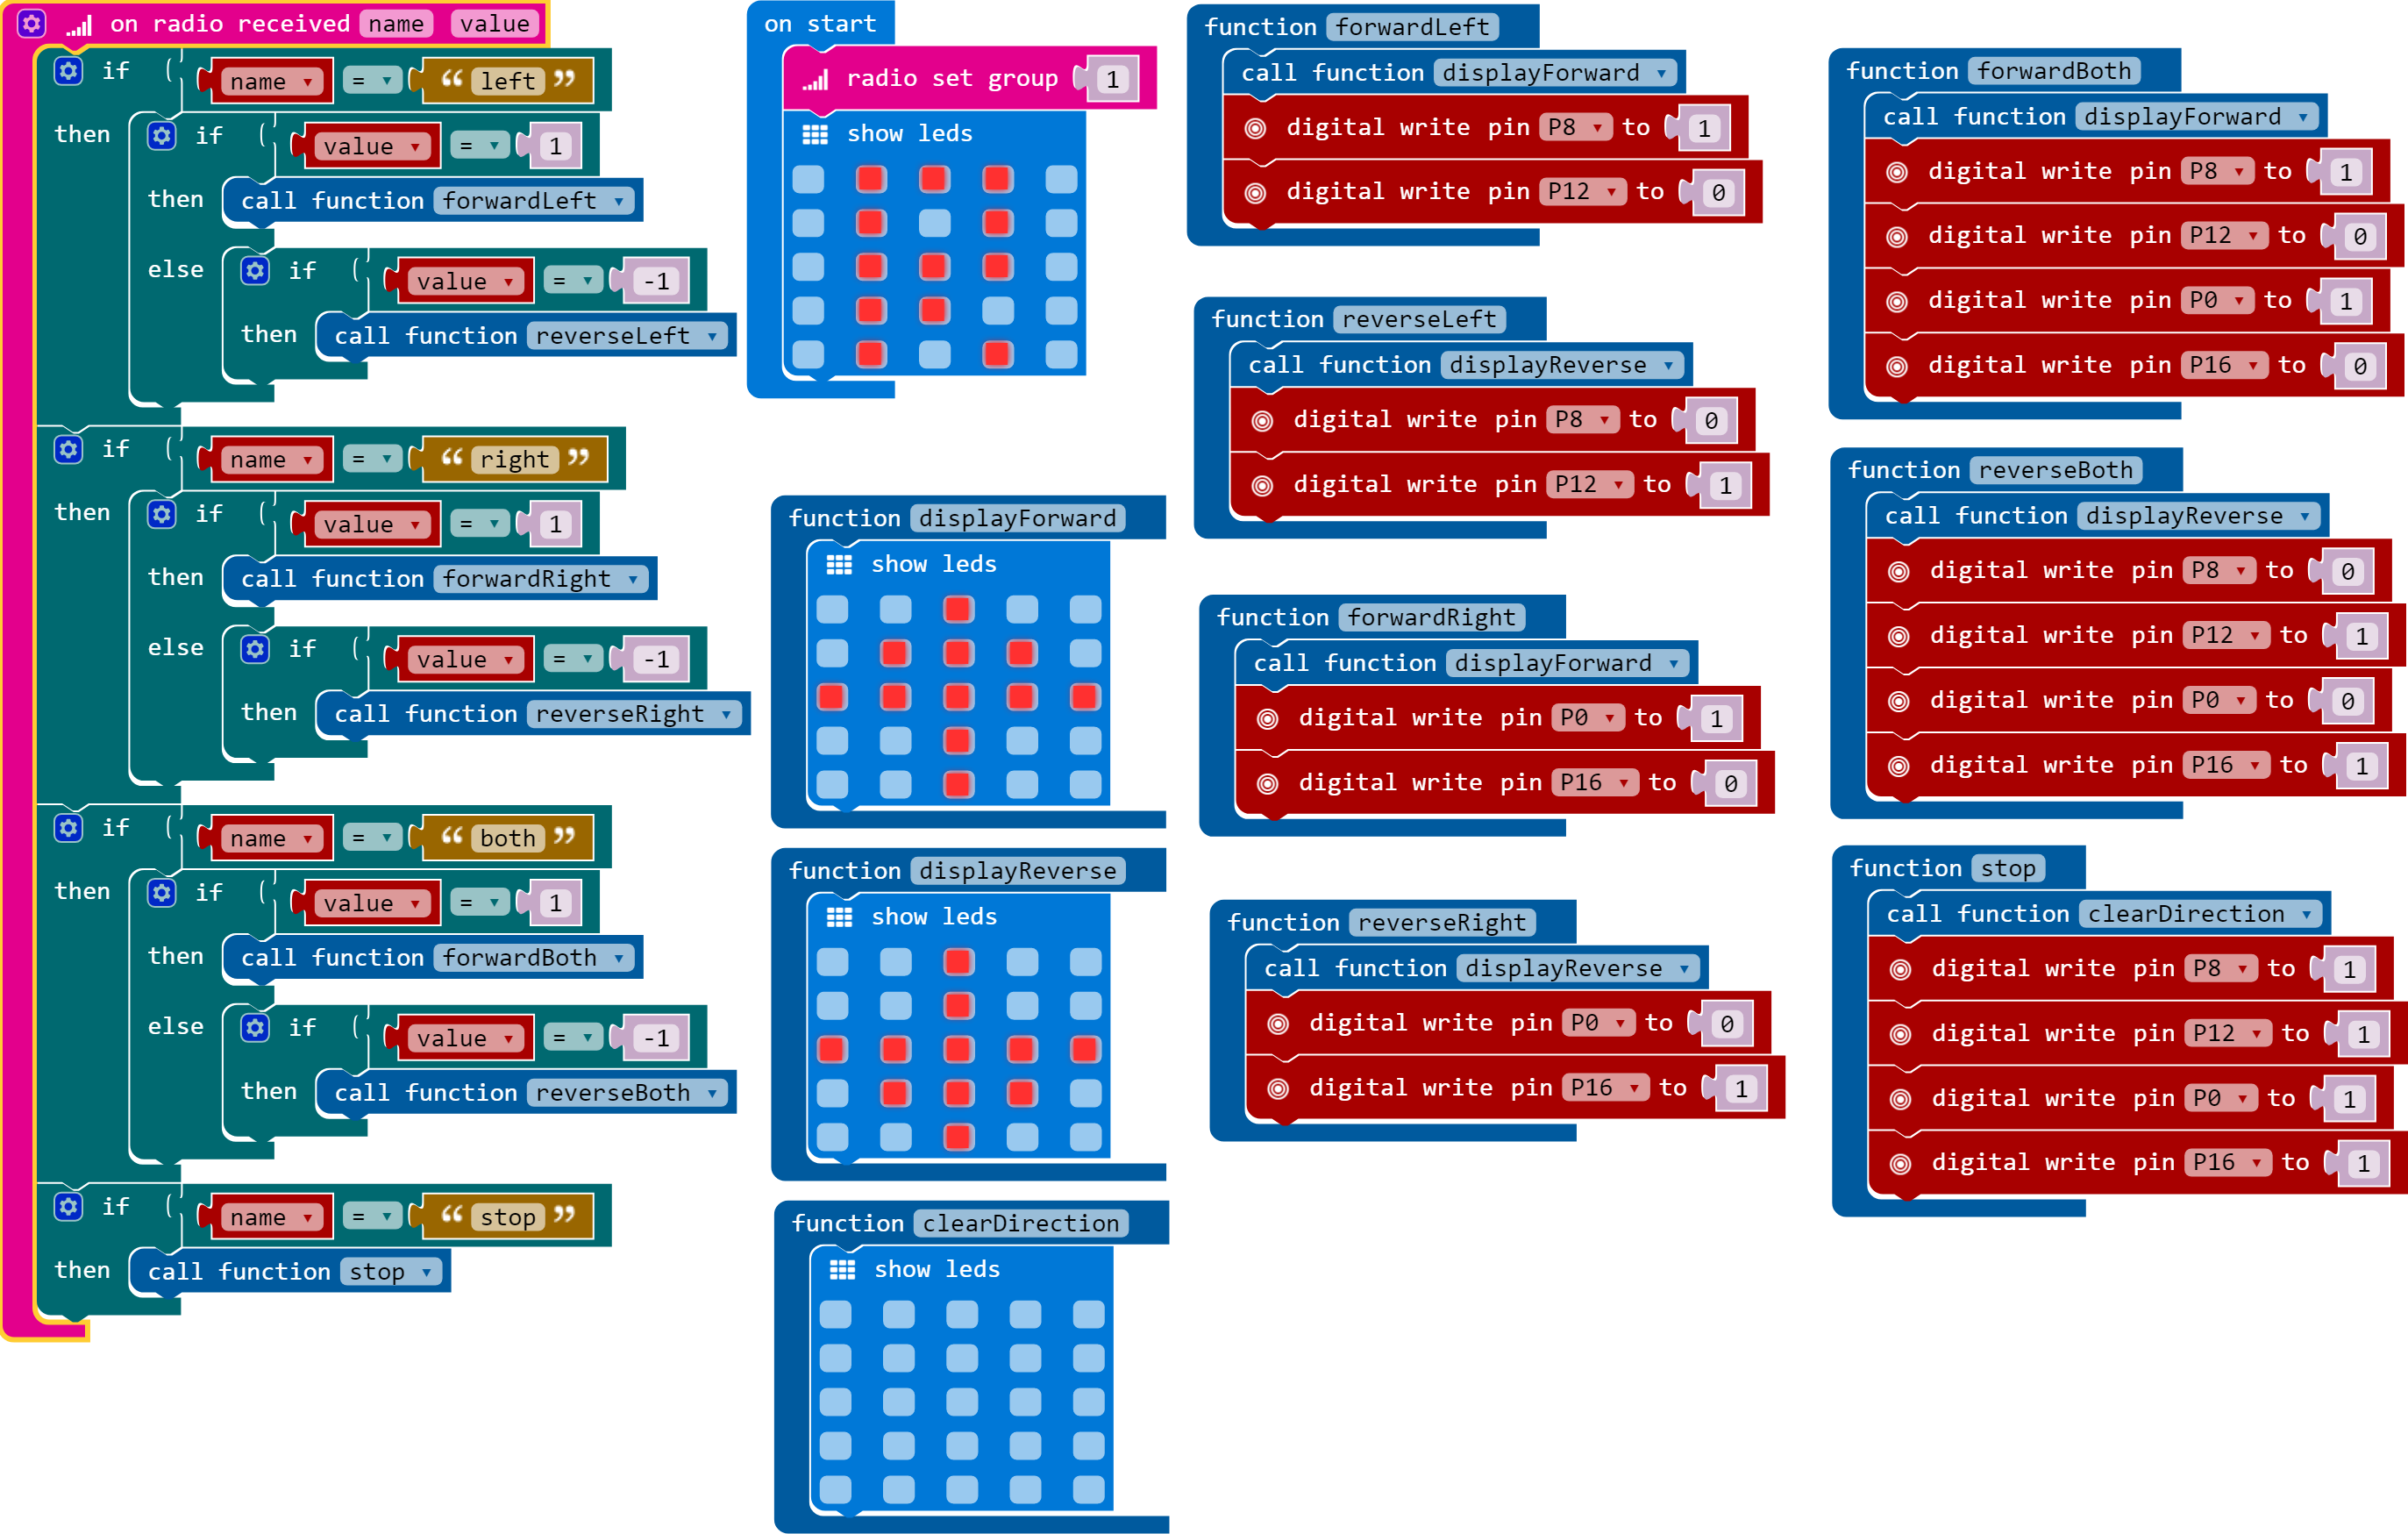 on radio received name value
if name = “ left ”
then if value = 1
then call function forwardLeft
else if value = -1
then call function reverseLeft
if name = “ right ”
then if value = 1
then call function forwardRight
else if value = -1
then call function reverseRight
if name = “ both ”
then if value = 1
then call function forwardBoth
else if value = -1
then call function reverseBoth
if name = “ stop ”
then call function stop
on start
radio set group 1
show leds
function displayForward
show leds
function displayReverse
show leds
function clearDirection
show leds
function forwardLeft
call function displayForward
digital write pin P8 to 1
digital write pin P12 to 0
function reverseLeft
call function displayReverse
digital write pin P8 to 0
digital write pin P12 to 1
function forwardRight
call function displayForward
digital write pin P0 to 1
digital write pin P16 to 0
function reverseRight
call function displayReverse
digital write pin P0 to 0
digital write pin P16 to 1
function forwardBoth
call function displayForward
digital write pin P8 to 1
digital write pin P12 to 0
digital write pin P0 to 1
digital write pin P16 to 0
function reverseBoth
call function displayReverse
digital write pin P8 to 0
digital write pin P12 to 1
digital write pin P0 to 0
digital write pin P16 to 1
function stop
call function clearDirection
digital write pin P8 to 1
digital write pin P12 to 1
digital write pin P0 to 1
digital write pin P16 to 1